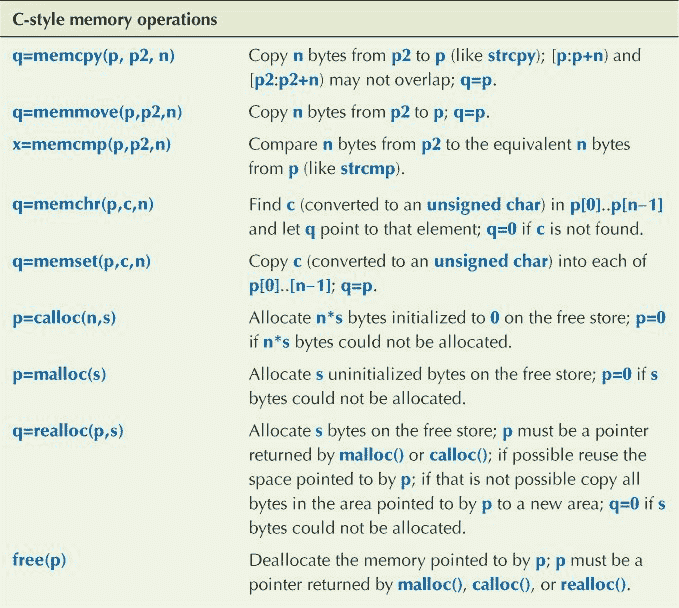 C-style memory operations
q=memcpy(p, p2, n) Copy n bytes from p2 to p (like strcpy); [p:p+n) and
[p2:p2+n) may not overlap; q=p.
q=memmove(p,p2,n) Copy n bytes from p2 to p; q=p.
x=memcmp(p,p2,n) Compare n bytes from p2 to the equivalent n bytes
from p (like strcmp).
q=memchr(p,c,n) Find c (converted to an unsigned char) in p[0]..p[n–1]
and let q point to that element; q=0 if c is not found.
q=memset(p,c,n) Copy c (converted to an unsigned char) into each of
p[0]..[n–1]; q=p.
p=calloc(n,s) Allocate n*s bytes initialized to 0 on the free store; p=0
if n*s bytes could not be allocated.
p=malloc(s) Allocate s uninitialized bytes on the free store; p=0 if s
bytes could not be allocated.
q=realloc(p,s) Allocate s bytes on the free store; p must be a pointer
returned by malloc() or calloc(); if possible reuse the
space pointed to by p; if that is not possible copy all
bytes in the area pointed to by p to a new area; q=0 if s
bytes could not be allocated.
free(p) Deallocate the memory pointed to by p; p must be a
pointer returned by malloc(), calloc(), or realloc().